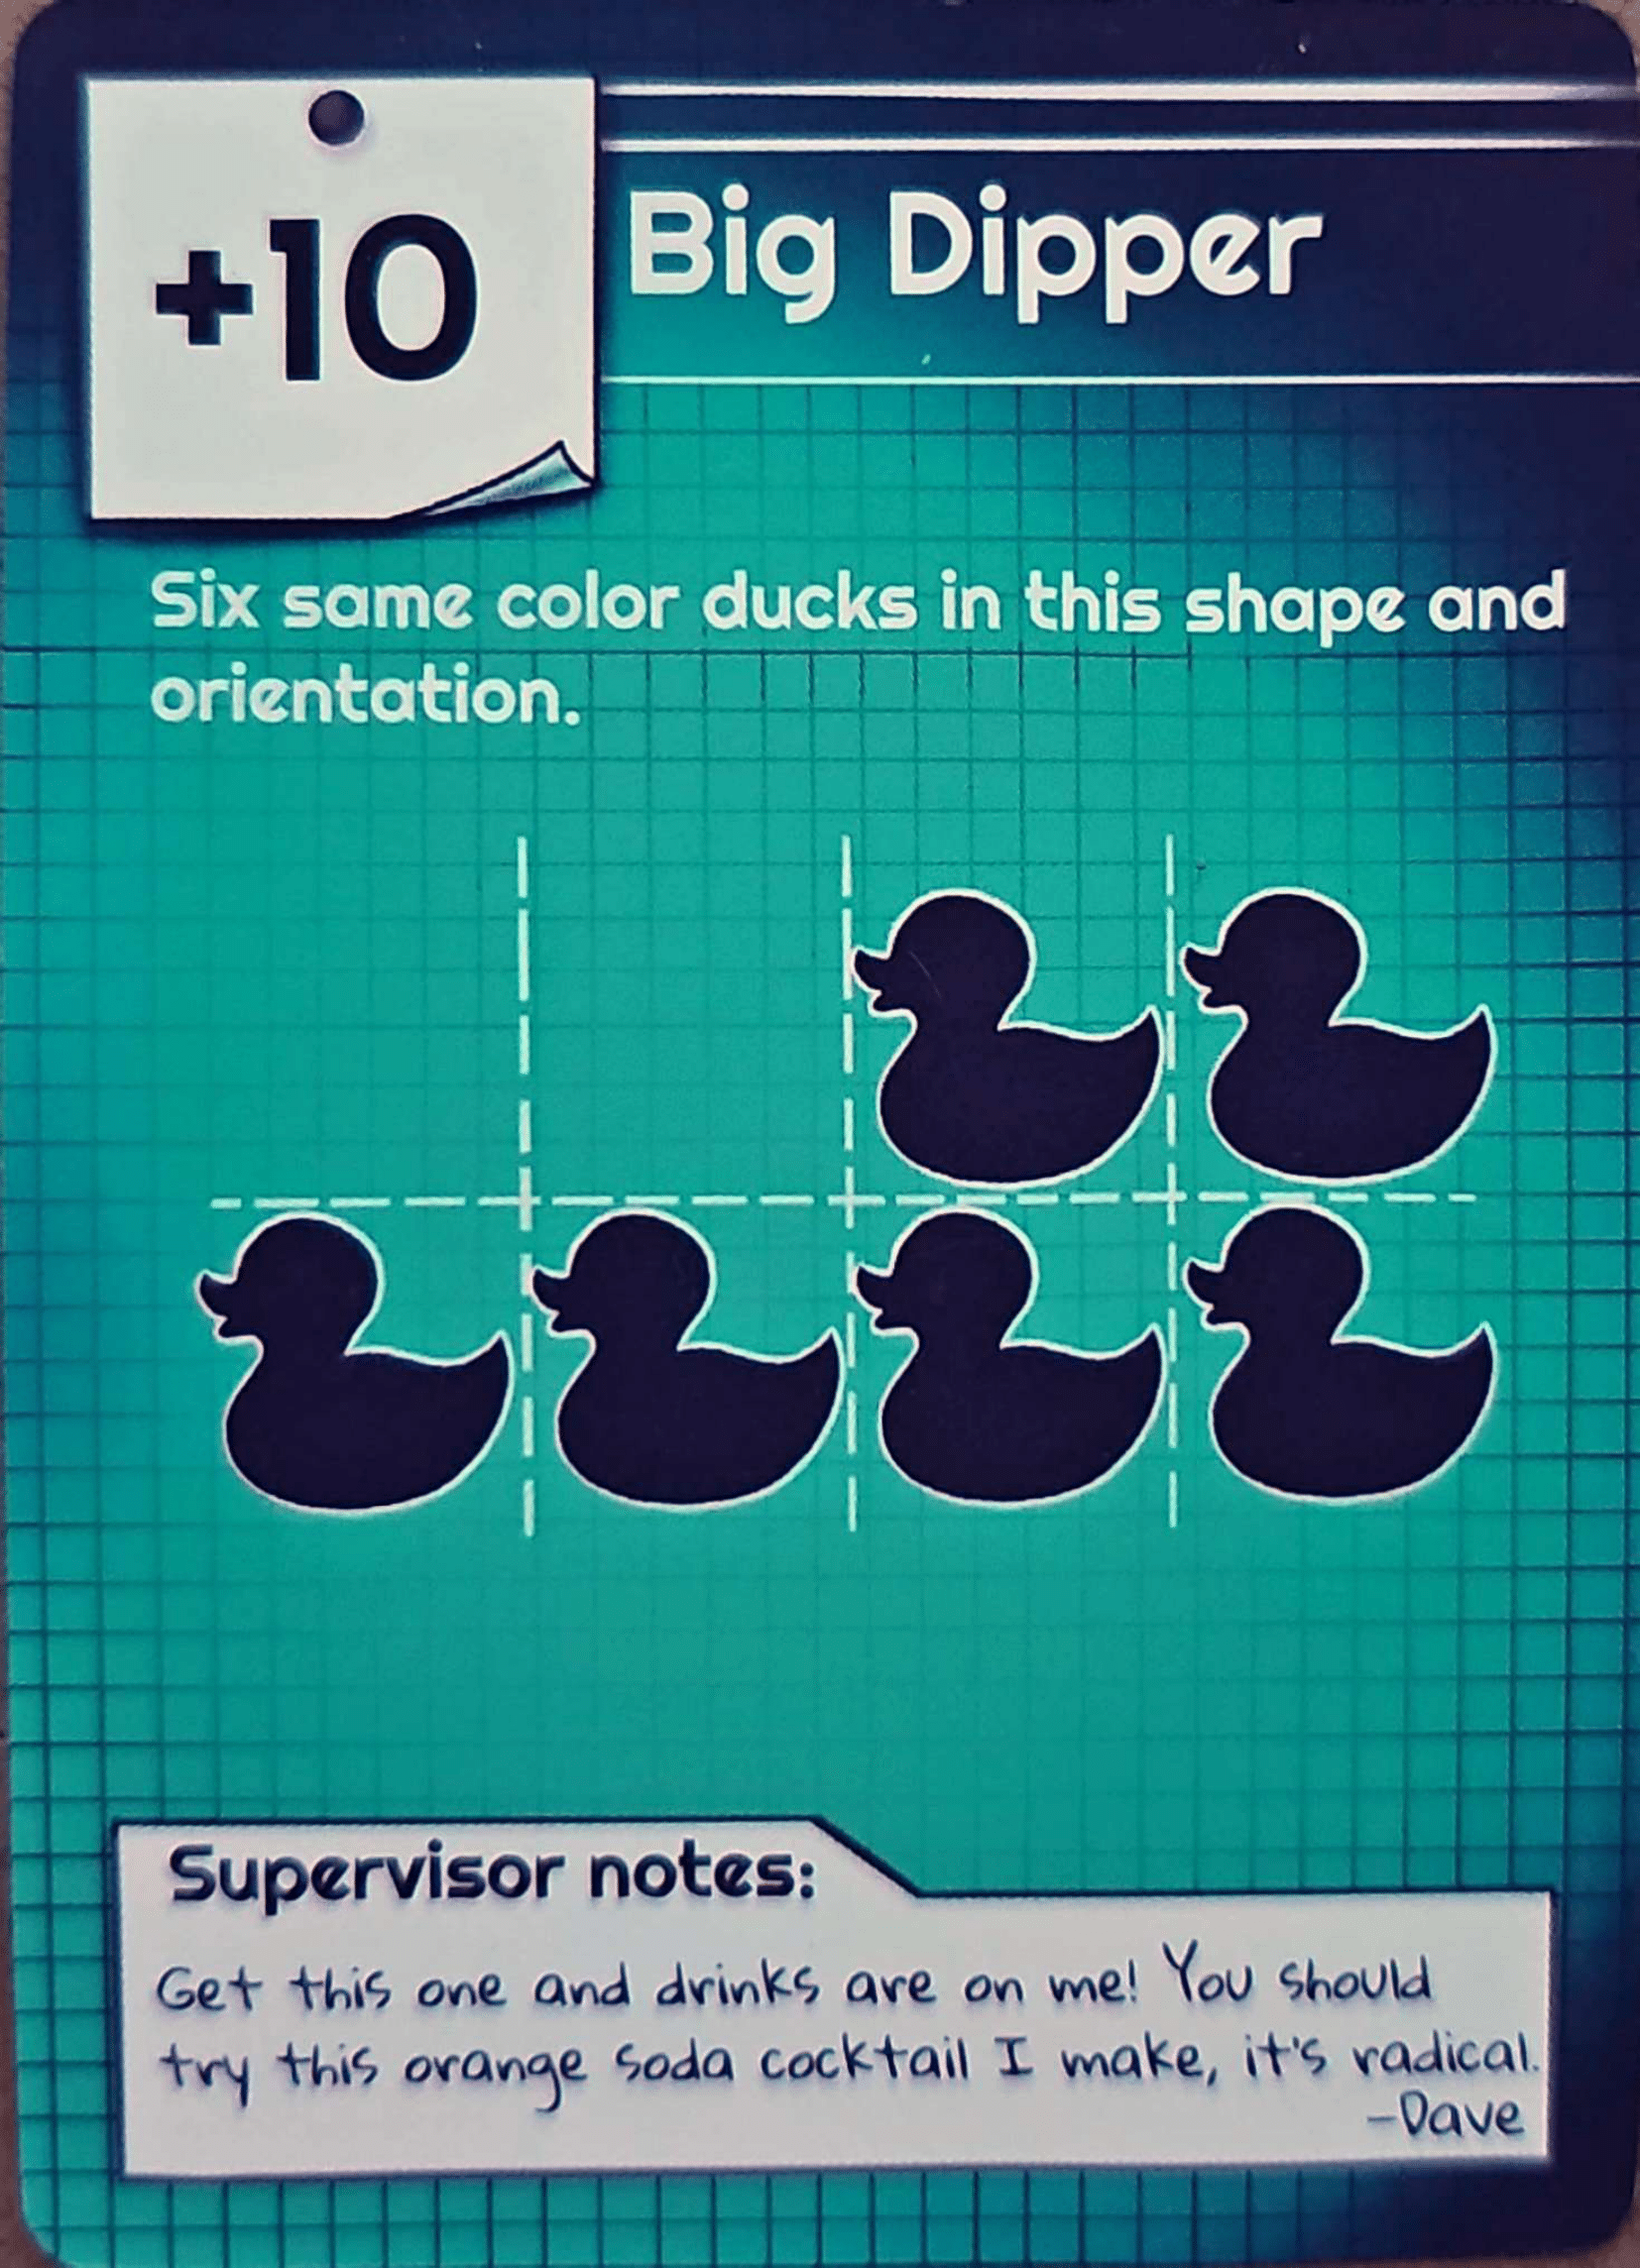 +10
Big Dipper
Six same color ducks in this shape and
orientation.
Supervisor notes:
Get this one and drinks are on me! You should
try this orange soda cocktail I make, it's radical.
-Dave